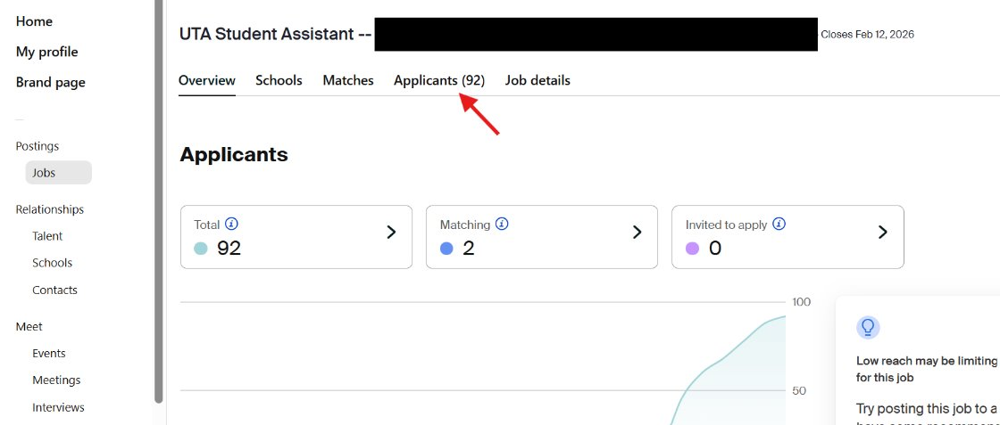 Home
My profile
Brand page
Postings
Jobs
Relationships
Talent
Schools
Contacts
Meet
Events
Meetings
Interviews
UTA Student Assistant --
Closes Feb 12, 2026
Overview Schools Matches Applicants (92) Job details
Applicants
Total
92
Matching
2
Invited to apply
0
100
50
Low reach may be limiting
for this job
Try posting this job to a